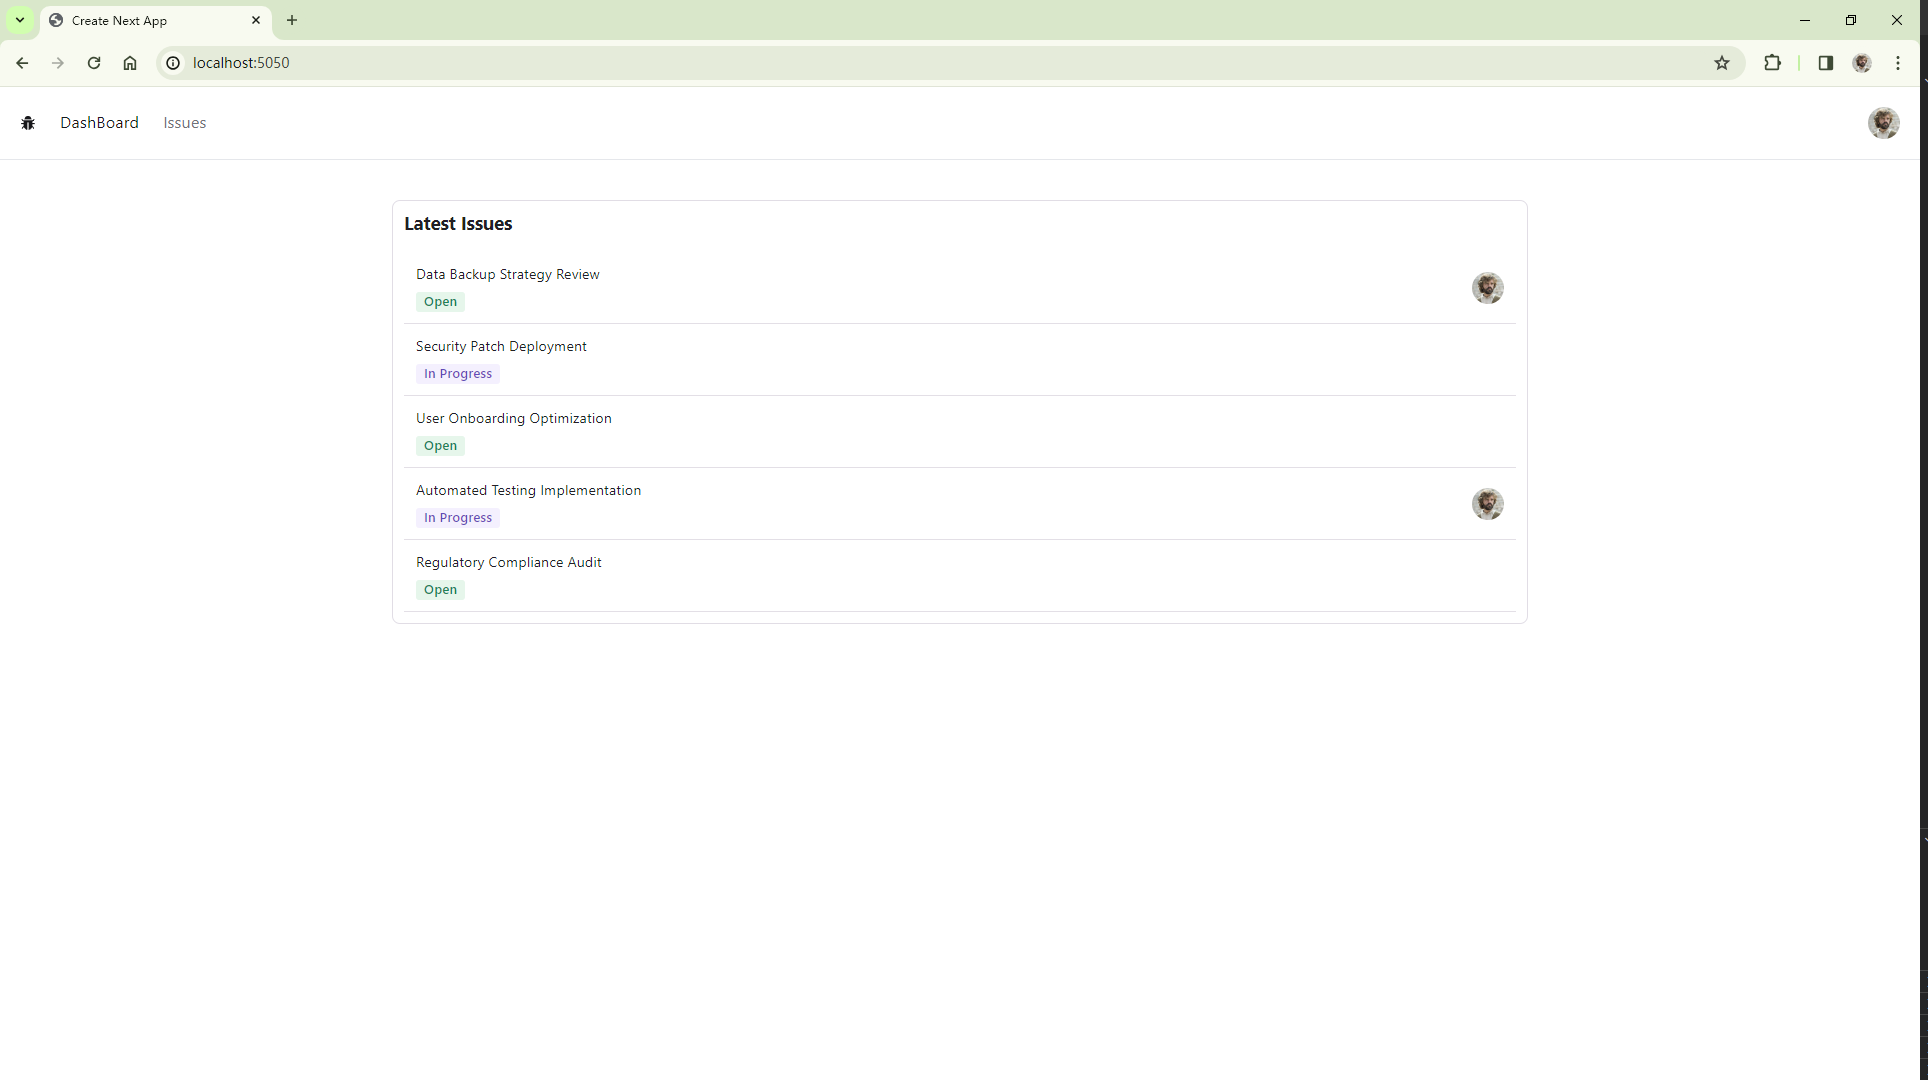 Create Next App
localhost:5050
DashBoard Issues
Latest Issues
Data Backup Strategy Review
Open
Security Patch Deployment
In Progress
User Onboarding Optimization
Open
Automated Testing Implementation
In Progress
Regulatory Compliance Audit
Open